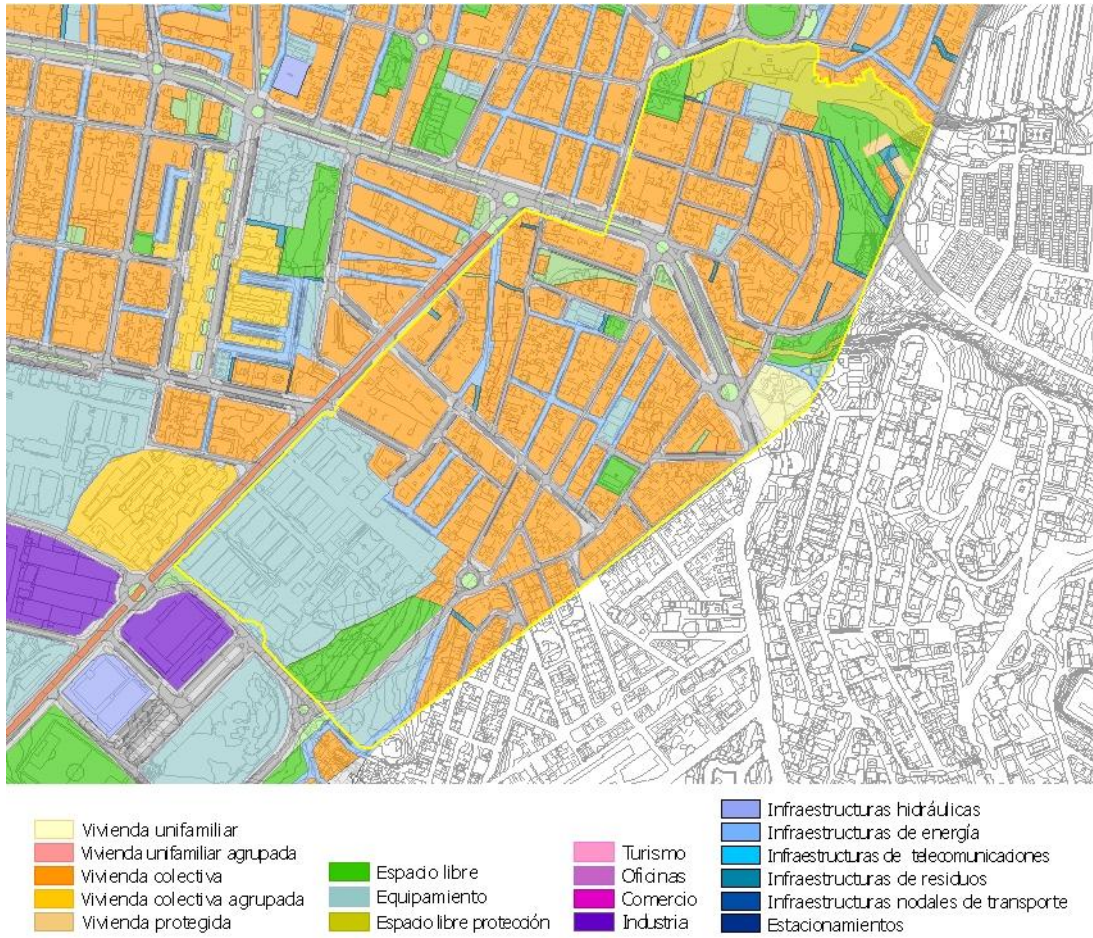 Vivienda unifamiliar
Vivienda unifamiliar agrupada
Vivienda colectiva
Vivienda colectiva agrupada
Vivienda protegida
Espacio libre
Equipamiento
Espacio libre protección
Turismo
Oficinas
Comercio
Industria
Infraestructuras hidráulicas
Infraestructuras de energía
Infraestructuras de telecomunicaciones
Infraestructuras de residuos
Infraestructuras nodales de transporte
Estacionamientos